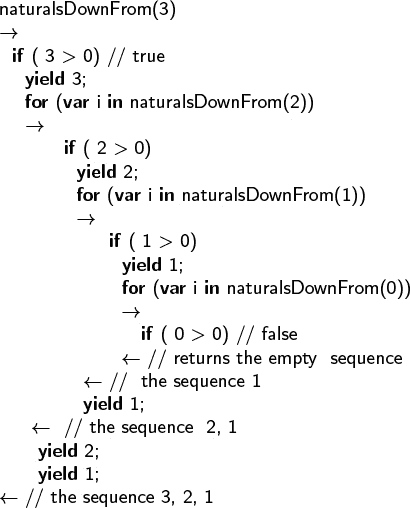 naturalsDownFrom(3)
→
if ( 3 > 0) // true
yield 3;
for (var i in naturalsDownFrom(2))
→
if ( 2 > 0)
yield 2;
for (var i in naturalsDownFrom(1))
→
if ( 1 > 0)
yield 1;
for (var i in naturalsDownFrom(0))
→
if ( 0 > 0) // false
← // returns the empty sequence
← // the sequence 1
yield 1;
← // the sequence 2, 1
yield 2;
yield 1;
← // the sequence 3, 2, 1